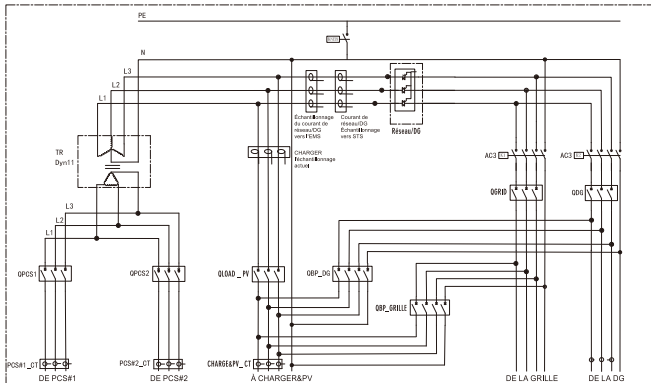 PE
N
L3
L2
L1
Échantillonnage
du courant de
réseau/DG
vers l'EMS
Courant de
réseau/DG
Échantillonnage
vers STS
Réseau/DG
TR
Dyn11
CHARGER
l'échantillonnage
actuel
AC3
AC3
QGRID
QDG
L3
L2
L1
QPCS1
QPCS2
QLOAD _ PV
QBP_DG
QBP_GRILLE
PCS#1_CT
PCS#2_CT
CHARGE&PV_CT
DE PCS#1
DE PCS#2
À CHARGER&PV
DE LA GRILLE
DE LA DG